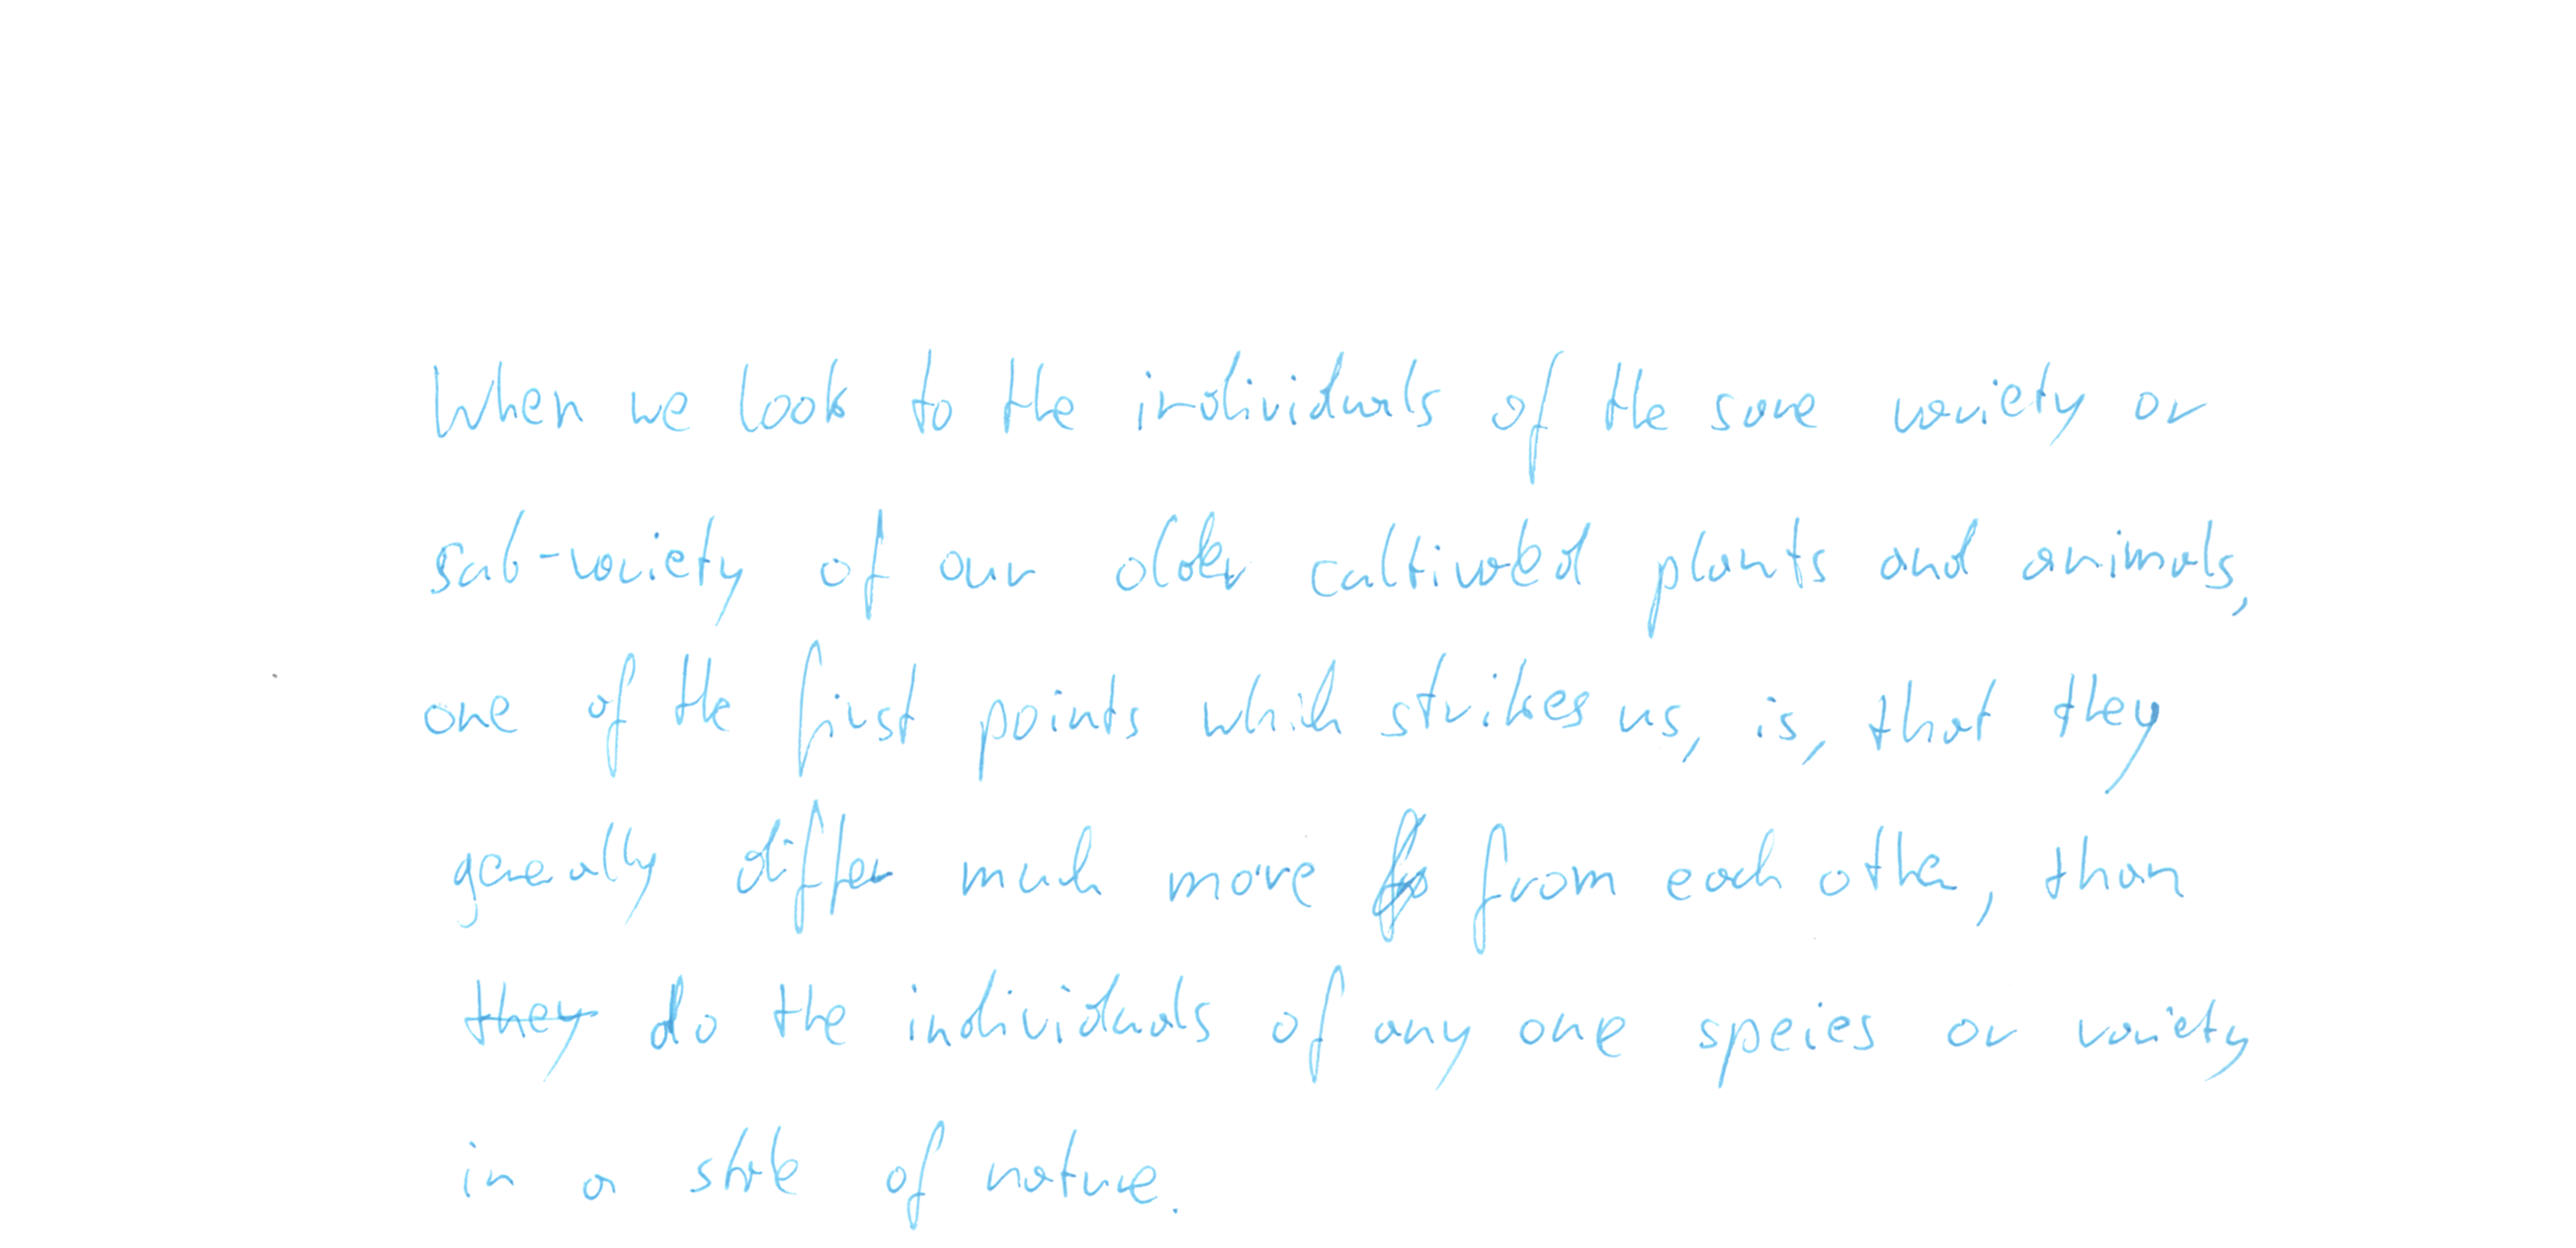 When we look to the individuals of the same variety or
sub-variety of our older cultivated plants and animals,
one of the first points which strikes us, is, that they
generally differ much more from each other, than
they do the individuals of any one species or variety
in a state of nature.